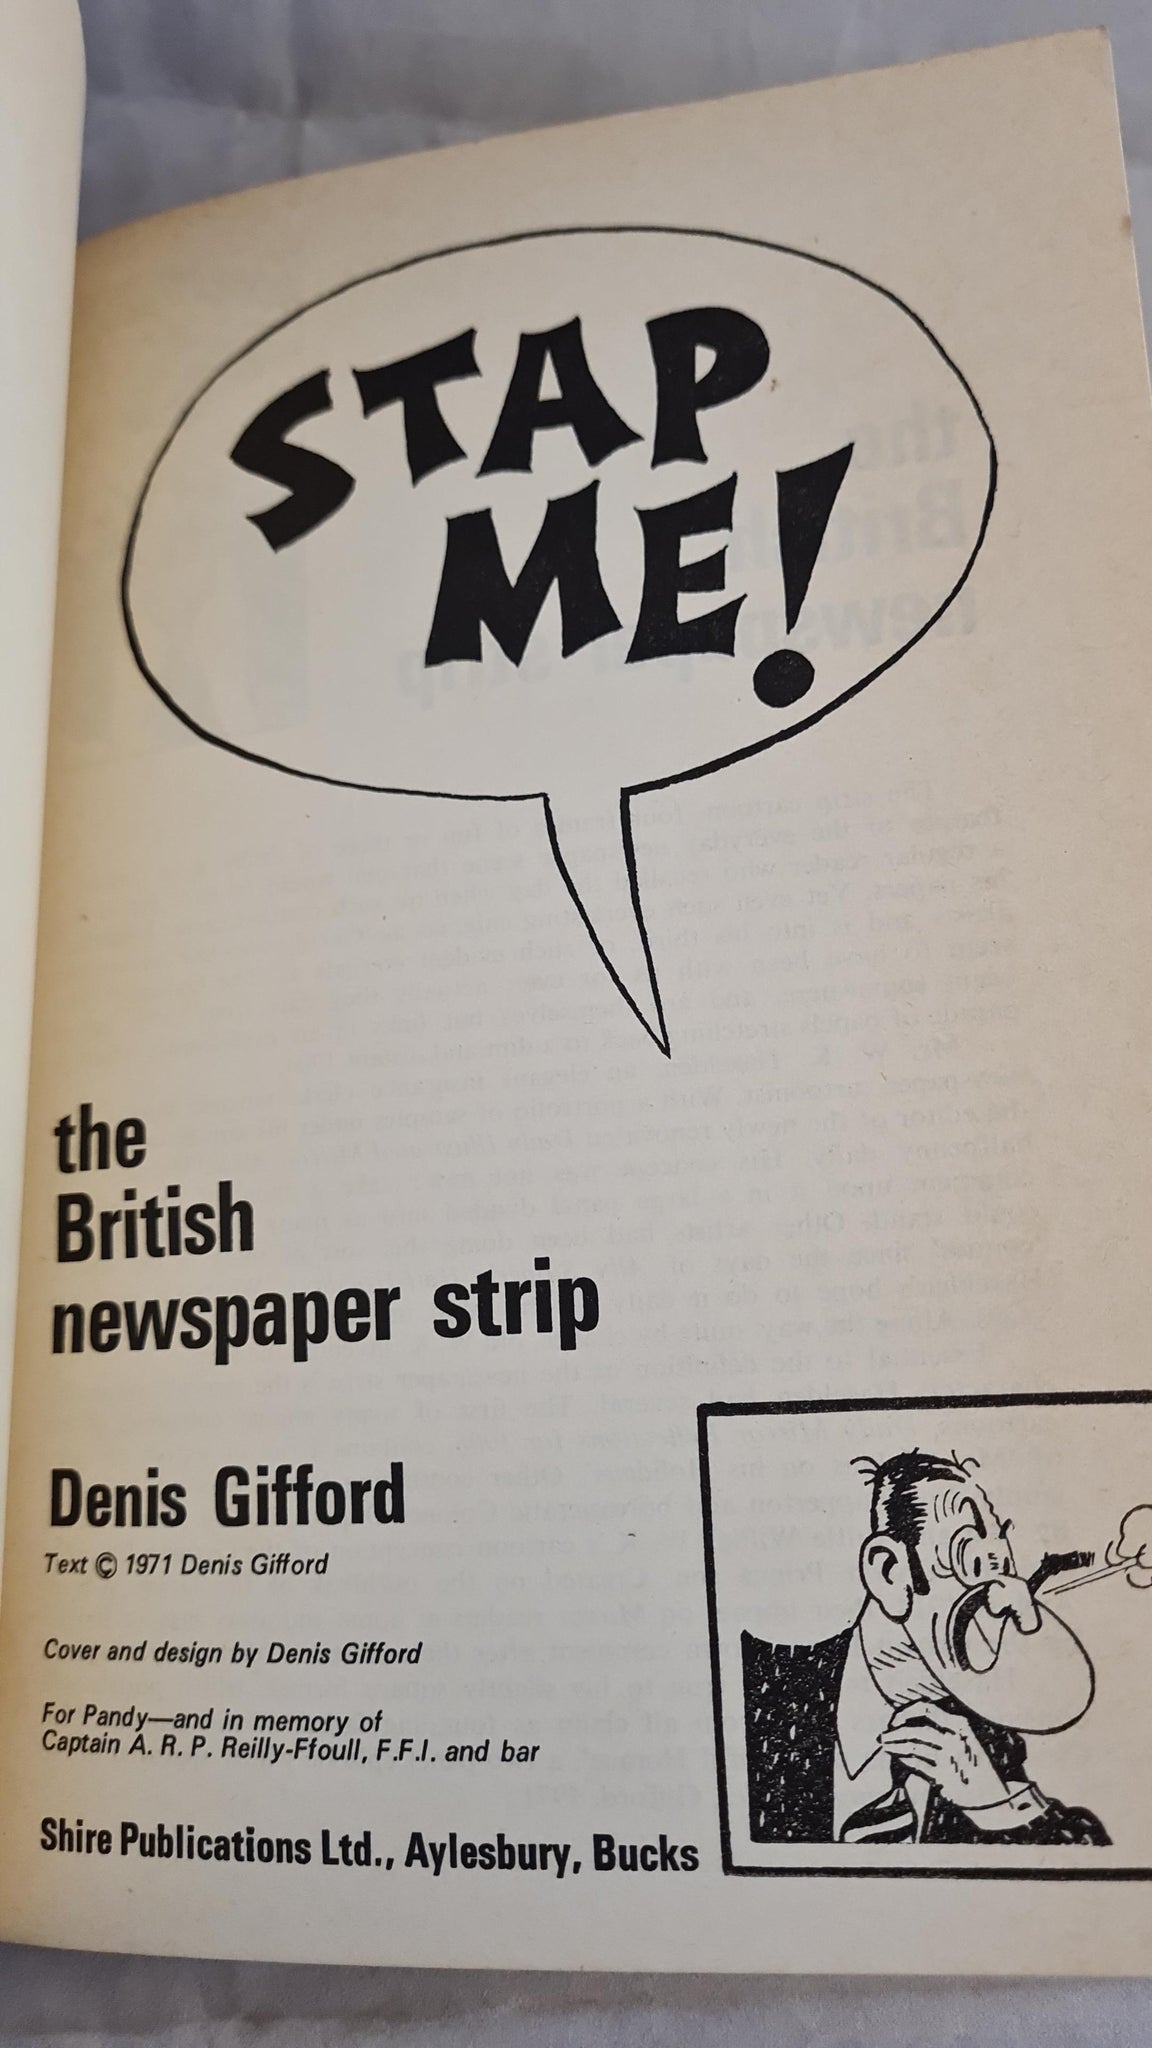 STAP
ME!
the
British
newspaper strip
Denis Gifford
Text © 1971 Denis Gifford
Cover and design by Denis Gifford
For Pandy—and in memory of
Captain A. R. P. Reilly-Ffoull, F.F.I. and bar
Shire Publications Ltd., Aylesbury, Bucks